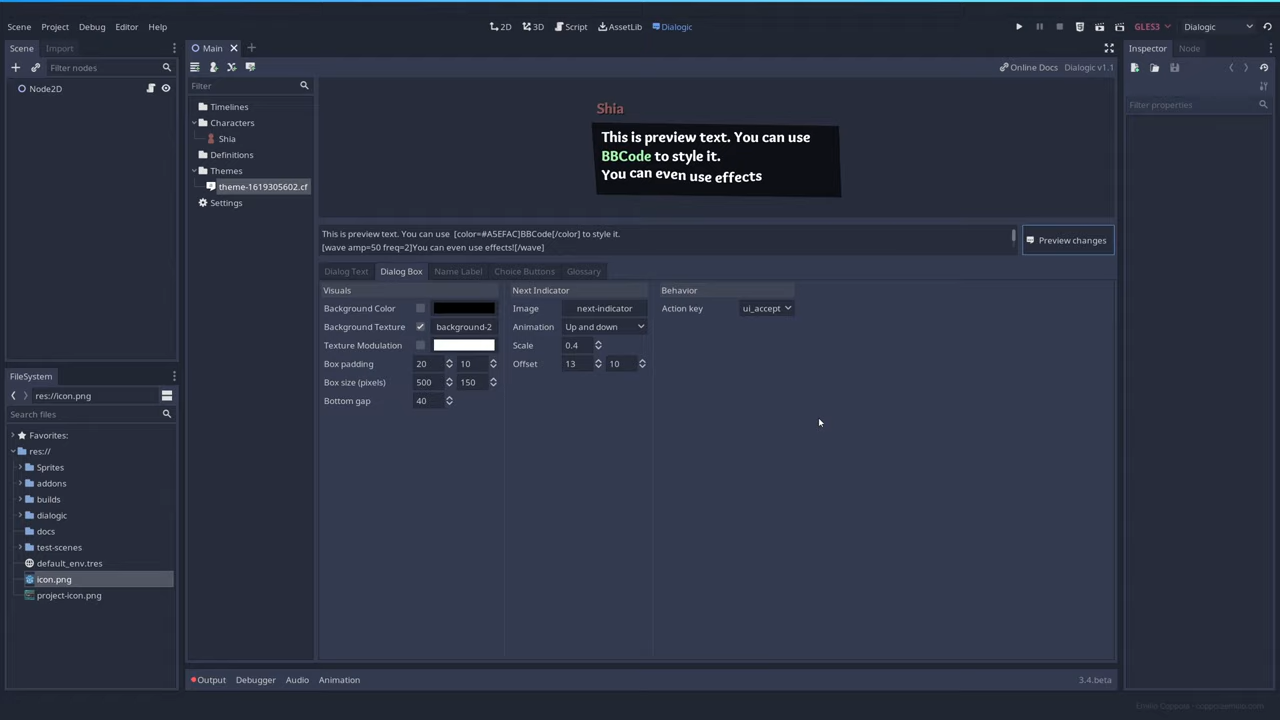 Scene Project Debug Editor Help
2D 3D Script AssetLib Dialogic
GLES3 Dialogic
Scene Import
Filter nodes
Node2D
FileSystem
res://icon.png
Search files
Favorites:
res://
Sprites
addons
builds
dialogic
docs
test-scenes
default_env.tres
icon.png
project-icon.png
Main
Online Docs Dialogic v1.1
Filter
Timelines
Characters
Shia
Definitions
Themes
theme-1619305602.cf
Settings
Shia
This is preview text. You can use
BBCode to style it.
You can even use effects
This is preview text. You can use [color=#A5EFAC]BBCode[/color] to style it.
[wave amp=50 freq=2]You can even use effects![/wave]
Preview changes
Dialog Text Dialog Box Name Label Choice Buttons Glossary
Visuals
Background Color
Background Texture background-2
Texture Modulation
Box padding 20 10
Box size (pixels) 500 150
Bottom gap 40
Next Indicator
Image next-indicator
Animation Up and down
Scale 0.4
Offset 13 10
Behavior
Action key ui_accept
Output Debugger Audio Animation
3.4.beta
Inspector Node
Filter properties